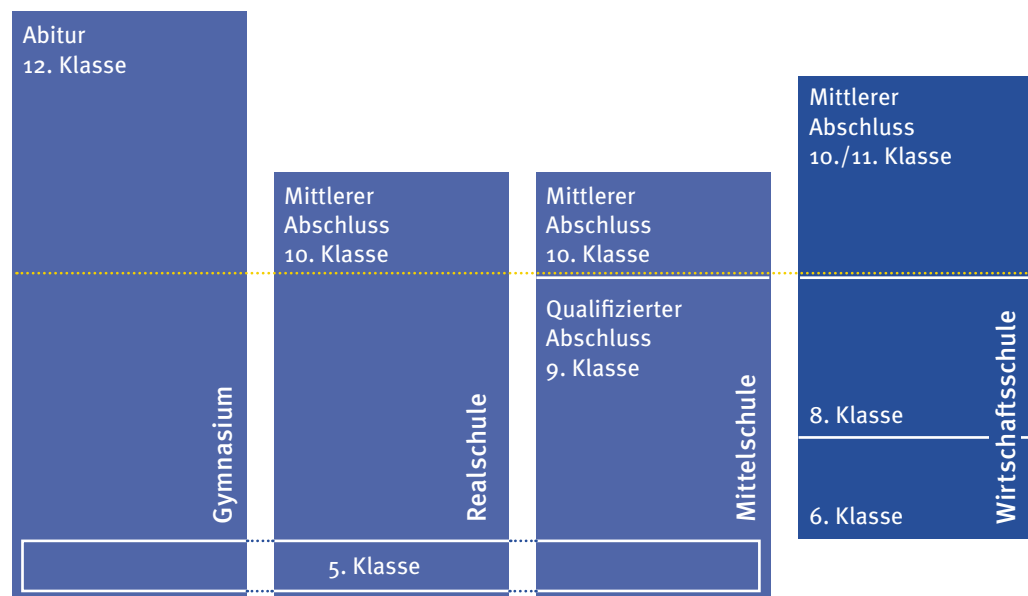 Abitur
12. Klasse
Gymnasium
Mittlerer
Abschluss
10. Klasse
Realschule
Mittlerer
Abschluss
10. Klasse
Qualifizierter
Abschluss
9. Klasse
Mittelschule
Mittlerer
Abschluss
10./11. Klasse
8. Klasse
6. Klasse
Wirtschaftsschule
5. Klasse